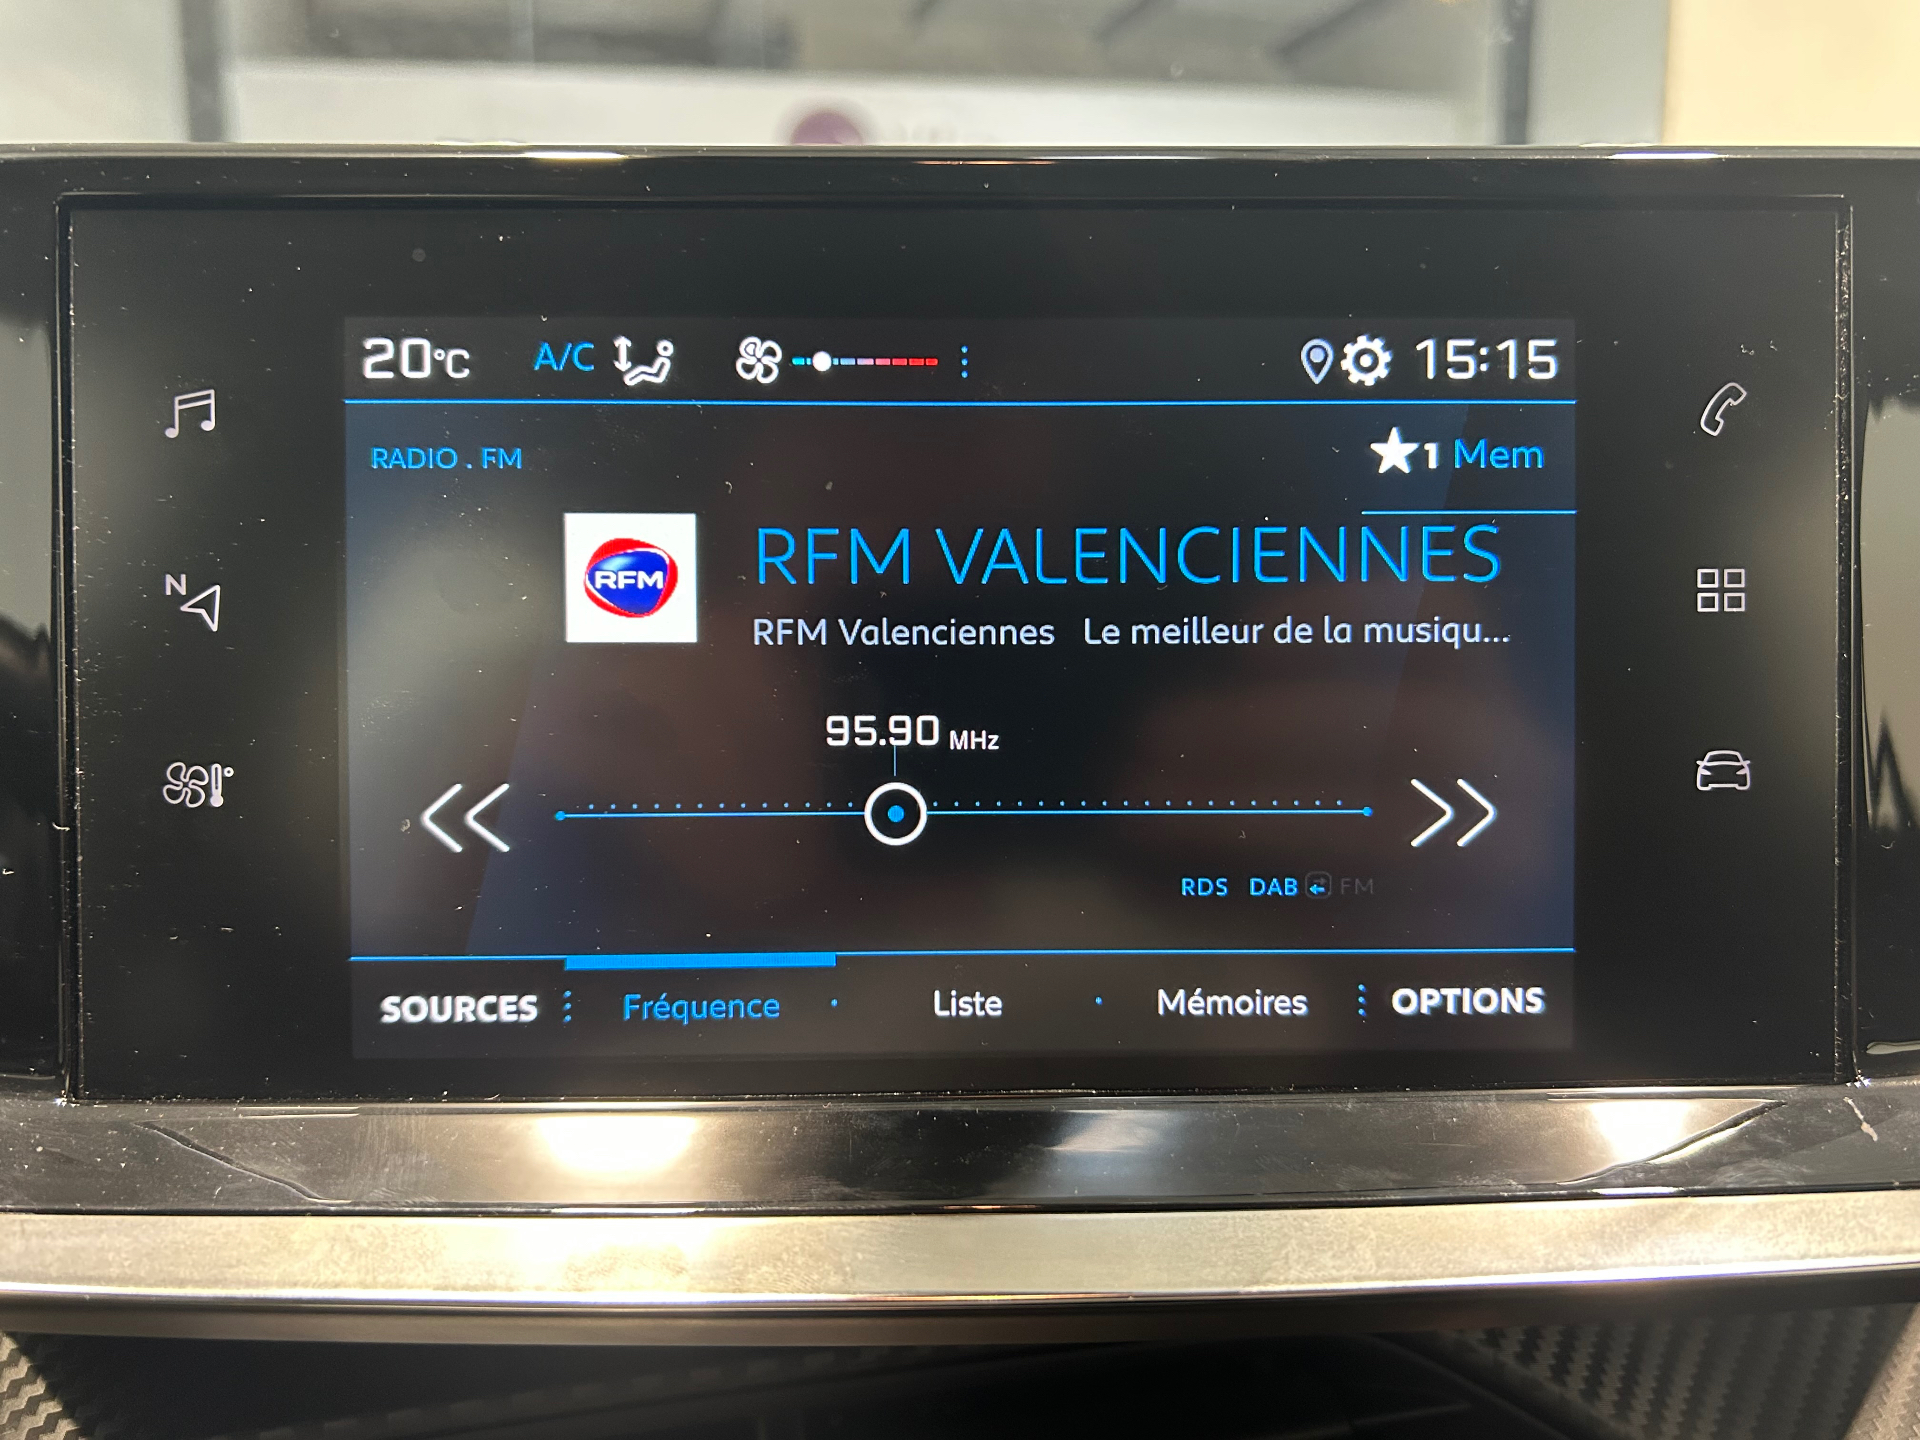 20°C A/C 15:15
RADIO . FM
1 Mem
RFM
RFM VALENCIENNES
RFM Valenciennes Le meilleur de la musiqu...
95.90 MHz
N
RDS DAB FM
SOURCES Fréquence Liste Mémoires OPTIONS